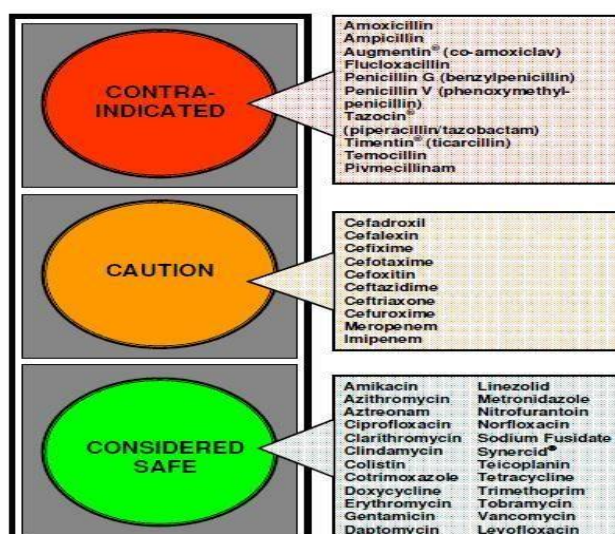 CONTRA-
INDICATED
Amoxicillin
Ampicillin
Augmentin® (co-amoxiclav)
Flucloxacillin
Penicillin G (benzylpenicillin)
Penicillin V (phenoxymethyl-
penicillin)
Tazocin®
(piperacillin/tazobactam)
Timentin® (ticarcillin)
Temocillin
Pivmecillinam
CAUTION
Cefadroxil
Cefalexin
Cefixime
Cefotaxime
Cefoxitin
Ceftazidime
Ceftriaxone
Cefuroxime
Meropenem
Imipenem
CONSIDERED
SAFE
Amikacin Linezolid
Azithromycin Metronidazole
Aztreonam Nitrofurantoin
Ciprofloxacin Norfloxacin
Clarithromycin Sodium Fusidate
Clindamycin Synercid®
Colistin Teicoplanin
Cotrimoxazole Tetracycline
Doxycycline Trimethoprim
Erythromycin Tobramycin
Gentamicin Vancomycin
Daptomycin Levofloxacin